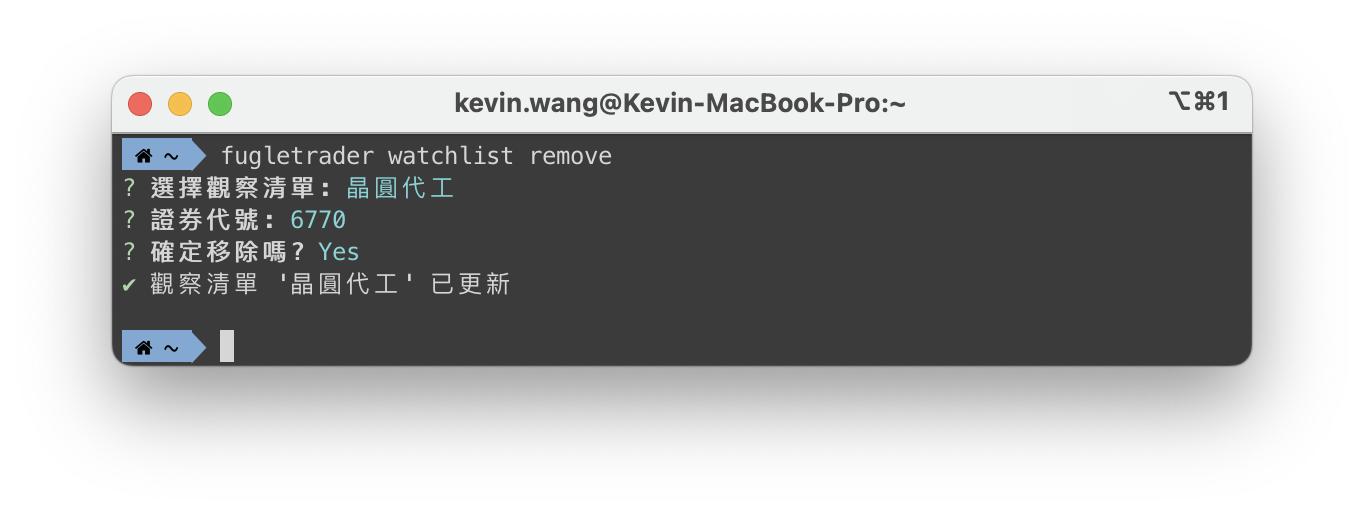 kevin.wang@Kevin-MacBook-Pro:~ ⌥⌘1
~ fugletrader watchlist remove
? 選擇觀察清單: 晶圓代工
? 證券代號: 6770
? 確定移除嗎? Yes
✔ 觀察清單 '晶圓代工' 已更新
~